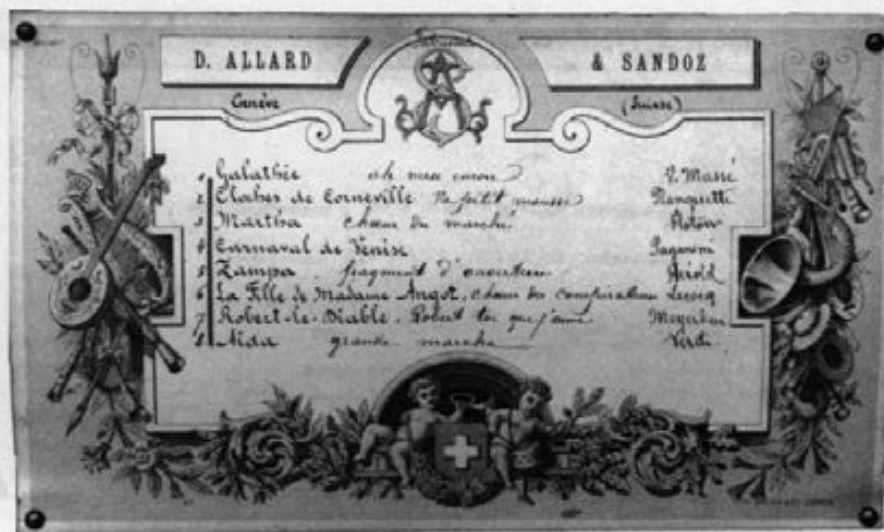 D. ALLARD & SANDOZ
Genève (Suisse)
1 Galathée ah V. Massé
2 Cloches de Corneville Va petit mousse Planquette
3 Martha chœur du marché Flotow
4 Carnaval de Venise Paganini
5 Zampa fragment d'ouverture Hérold
6 La Fille de Madame Angot, chœur des conspirateurs Lecocq
7 Robert-le-Diable, Robert toi que j'aime Meyerbeer
8 Aïda grande marche Verdi